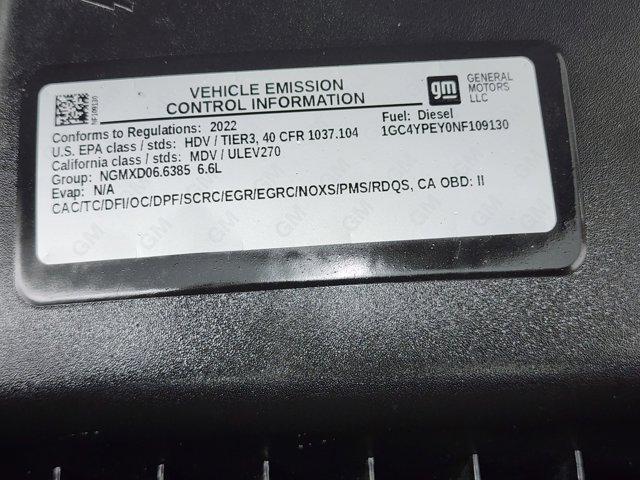 VEHICLE EMISSION
CONTROL INFORMATION
gm
GENERAL
MOTORS
LLC
NF109130
Conforms to Regulations: 2022
Fuel: Diesel
U.S. EPA class / stds: HDV / TIER3, 40 CFR 1037.104
1GC4YPEY0NF109130
California class / stds: MDV / ULEV270
Group: NGMXD06.6385 6.6L
Evap: N/A
CAC/TC/DFI/OC/DPF/SCRC/EGR/EGRC/NOXS/PMS/RDQS, CA OBD: II